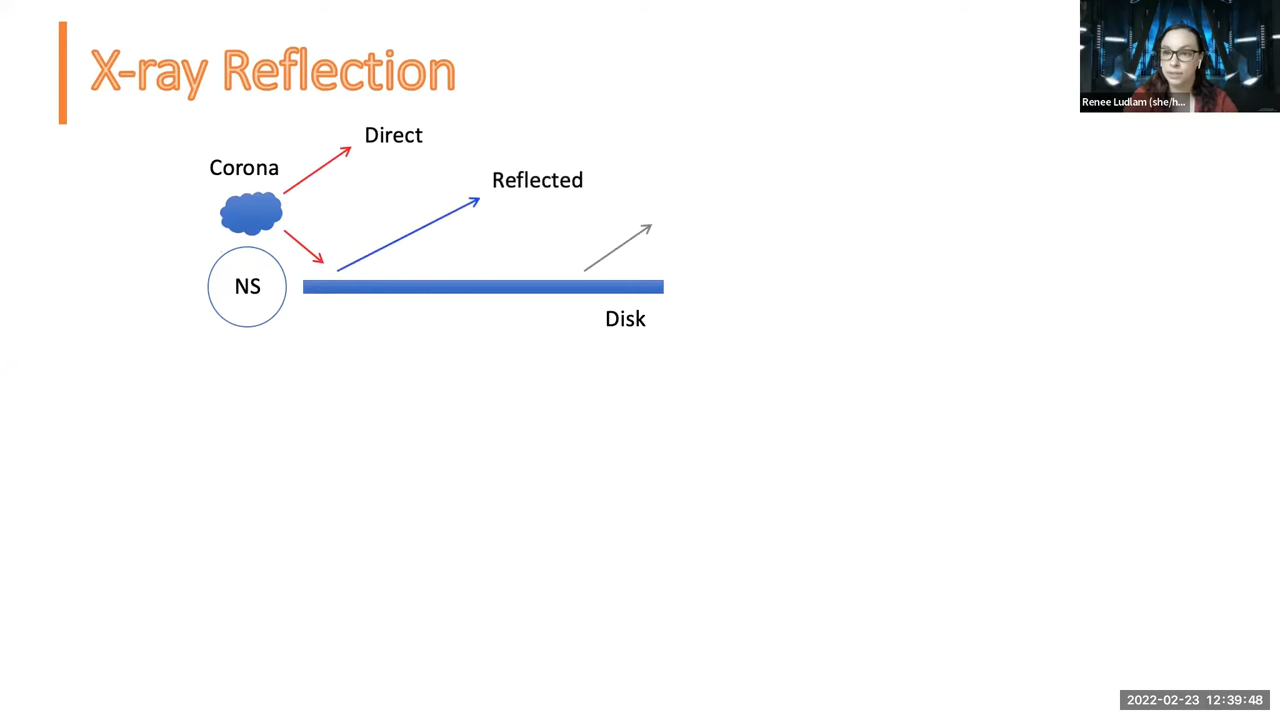 X-ray Reflection
Renee Ludlam (she/h...
Direct
Corona
Reflected
NS
Disk
2022-02-23 12:39:48